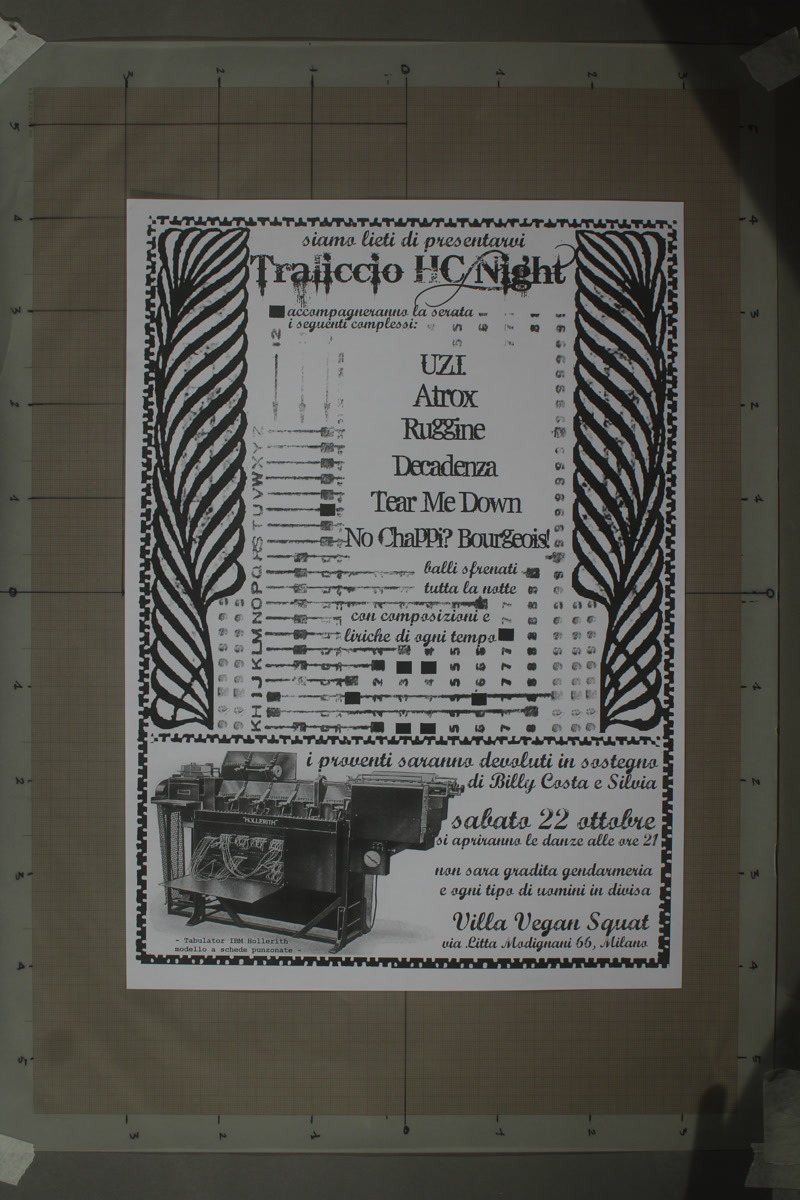 siamo lieti di presentarvi
Traliccio HC Night
accompagneranno la serata
i seguenti complessi:
UZI
Atrox
Ruggine
Decadenza
Tear Me Down
No Chappi? Bourgeois!
balli sfrenati
tutta la notte
con composizioni e
liriche di ogni tempo
i proventi saranno devoluti in sostegno
di Billy Costa e Silvia
"HOLLERITH"
sabato 22 ottobre
si apriranno le danze alle ore 21
non sara gradita gendarmeria
e ogni tipo di uomini in divisa
Villa Vegan Squat
via Litta Modignani 66, Milano
- Tabulator IBM Hollerith
modello a schede punzonate -